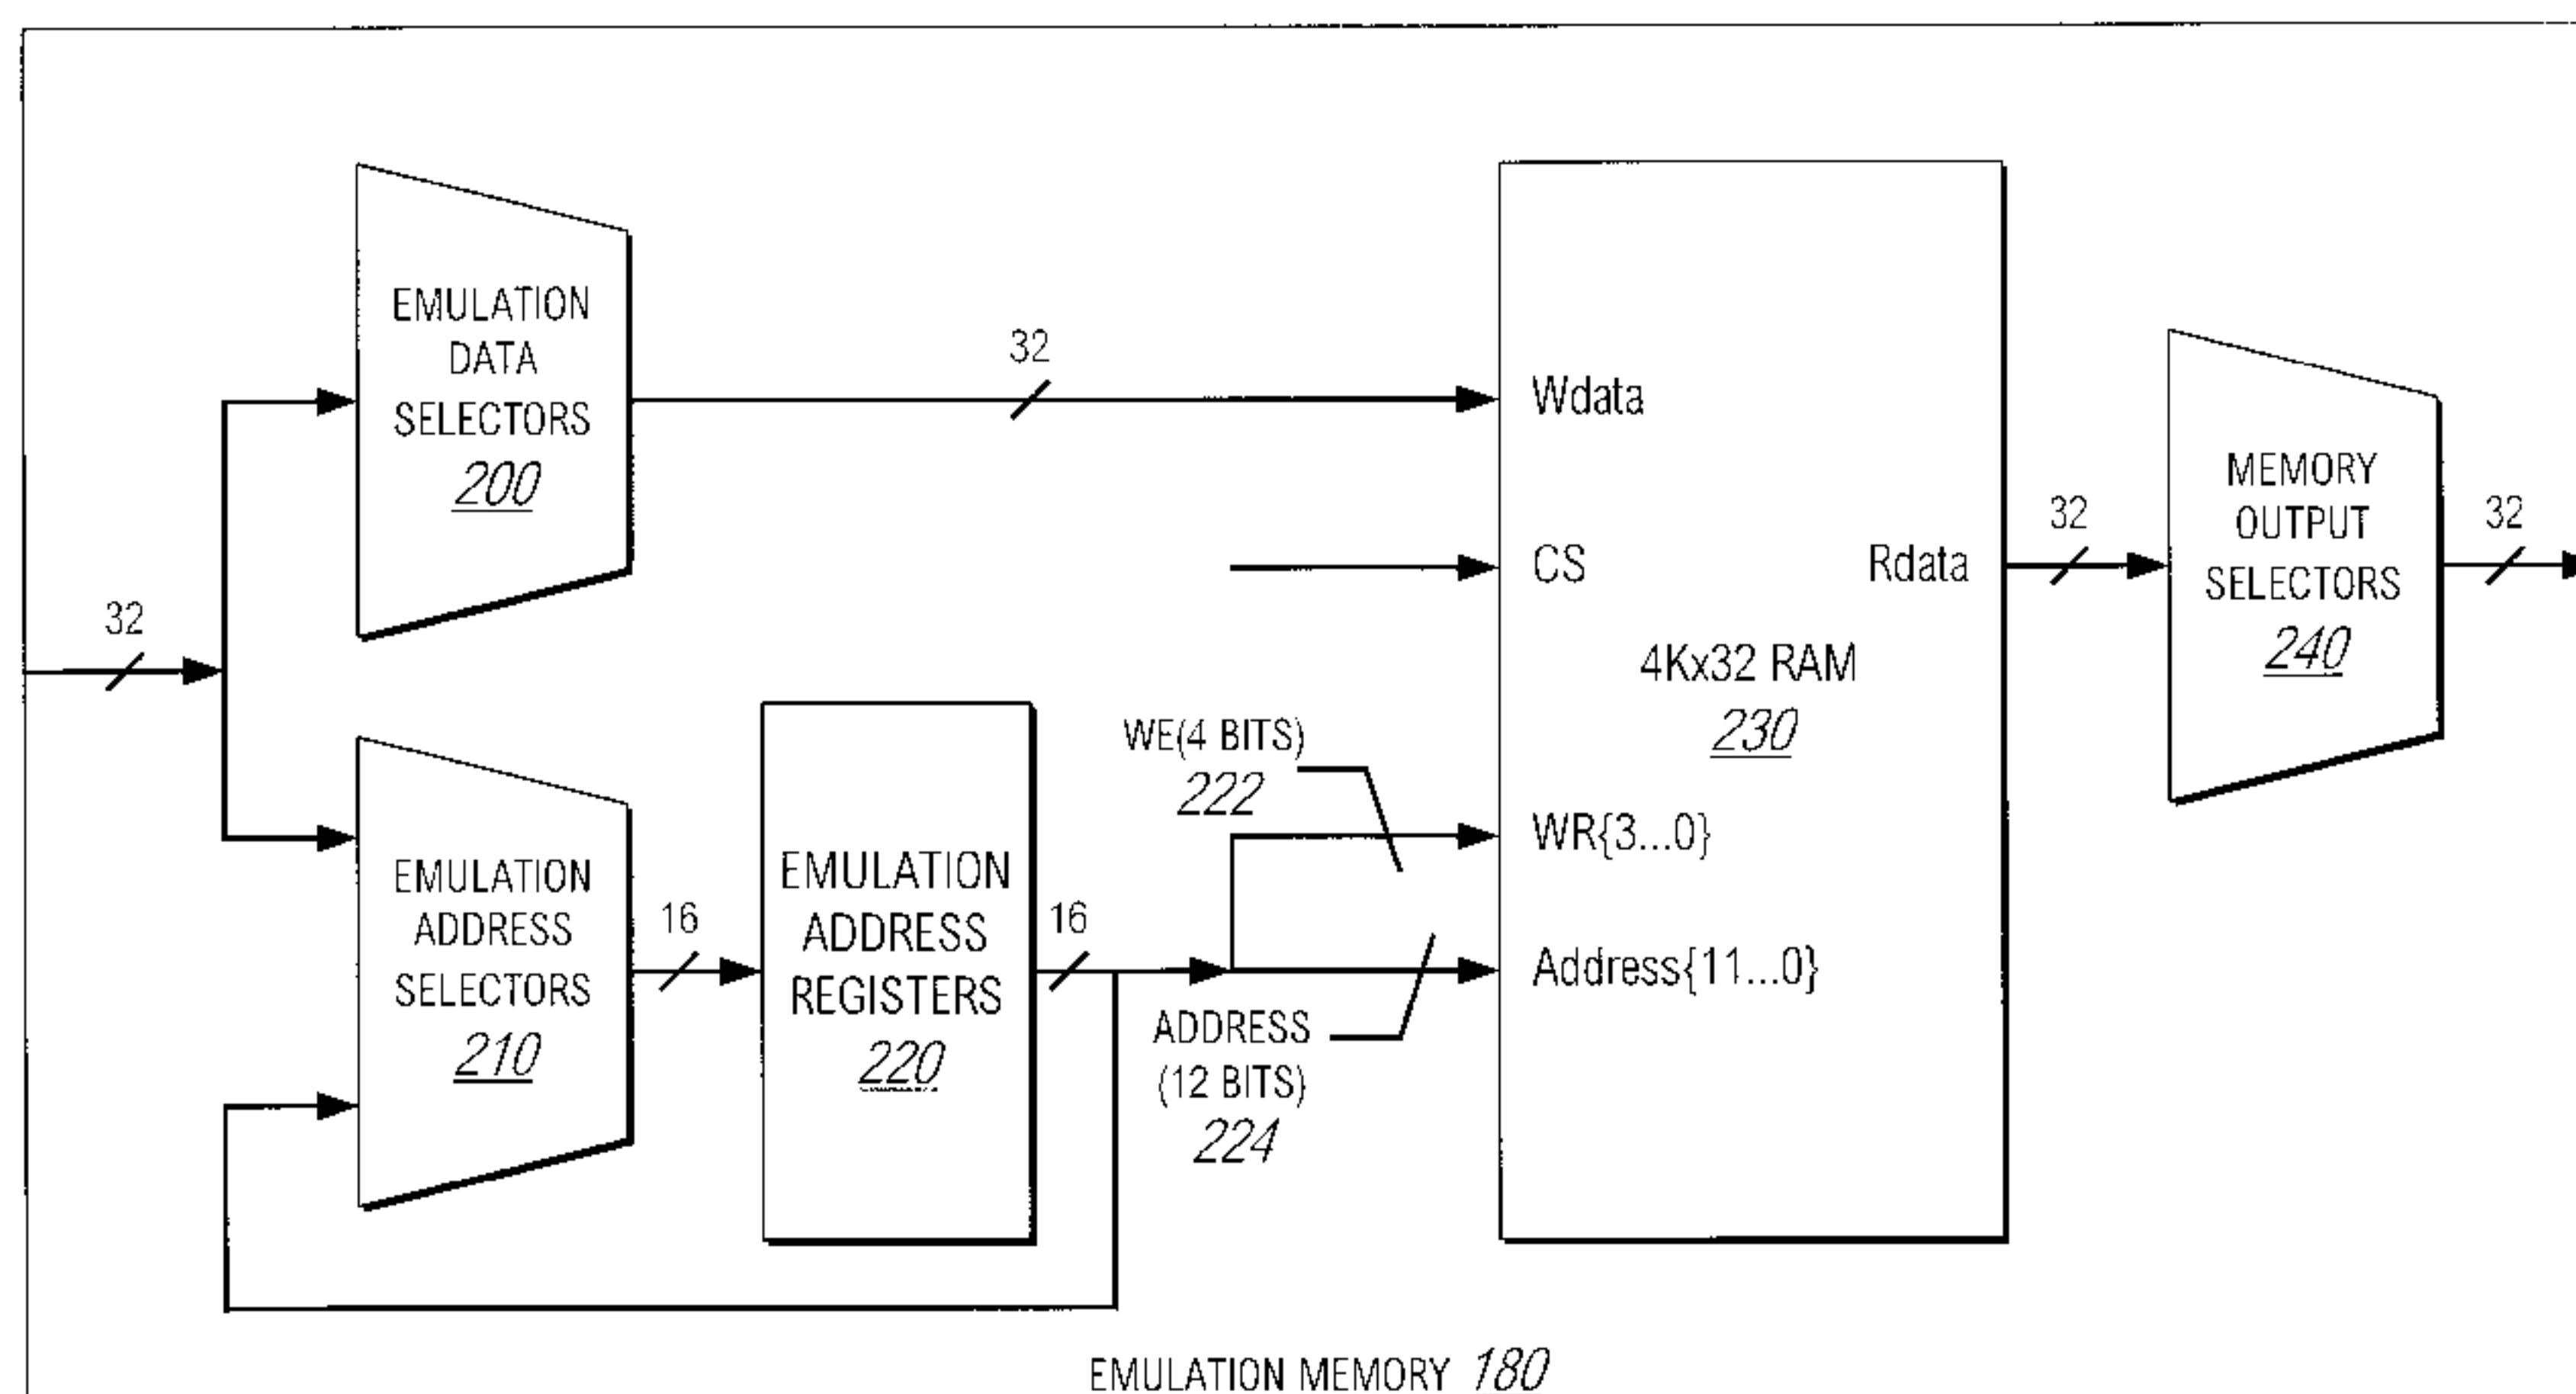 EMULATION
DATA
SELECTORS
200
32
32
EMULATION
ADDRESS
SELECTORS
210
16
EMULATION
ADDRESS
REGISTERS
220
16
WE(4 BITS)
222
ADDRESS
(12 BITS)
224
Wdata
CS
Rdata
4Kx32 RAM
230
WR{3...0}
Address{11...0}
32
MEMORY
OUTPUT
SELECTORS
240
32
EMULATION MEMORY 180